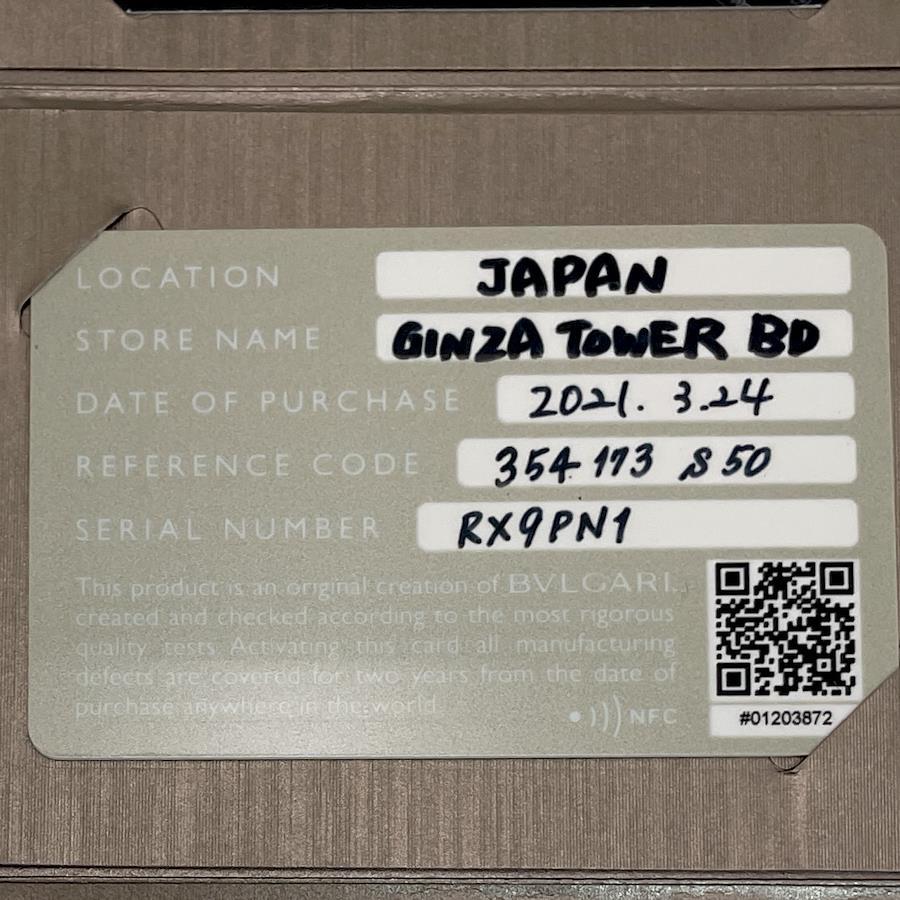 LOCATION JAPAN
STORE NAME GINZA TOWER BD
DATE OF PURCHASE 2021. 3.24
REFERENCE CODE 354173 S50
SERIAL NUMBER RX9PN1
This product is an original creation of BVLGARI,
created and checked according to the most rigorous
quality tests Activating this card all manufacturing
defects are covered for two years from the date of
purchase anywhere in the world.
NFC
#01203872